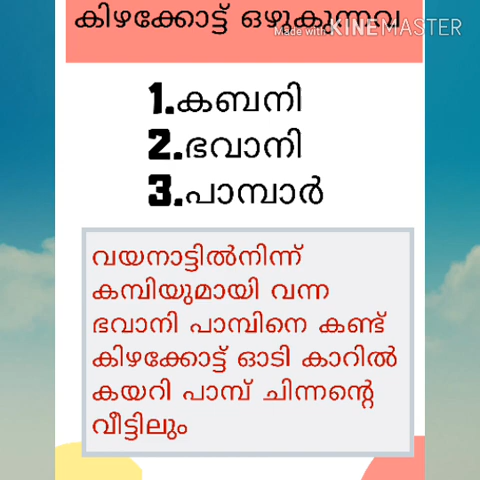 കിഴക്കോട്ട് ഒഴുകുന്നവ
Made with KINEMASTER
1.കബനി
2.ഭവാനി
3.പാമ്പാർ
വയനാട്ടിൽനിന്ന്
കമ്പിയുമായി വന്ന
ഭവാനി പാമ്പിനെ കണ്ട്
കിഴക്കോട്ട് ഓടി കാറിൽ
കയറി പാമ്പ് ചിന്നന്റെ
വീട്ടിലും